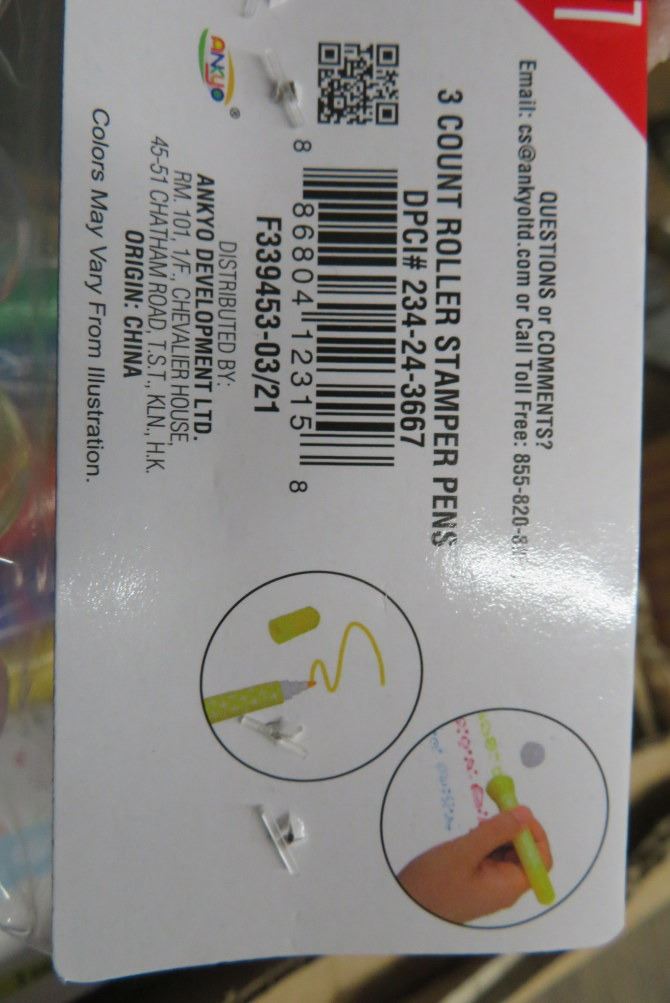 QUESTIONS or COMMENTS?
Email: cs@ankyoltd.com or Call Toll Free: 855-820-8
3 COUNT ROLLER STAMPER PENS
DPCI# 234-24-3667
8 86804 12315 8
F339453-03/21
ANKYO ®
DISTRIBUTED BY:
ANKYO DEVELOPMENT LTD.
RM. 101, 1/F., CHEVALIER HOUSE,
45-51 CHATHAM ROAD, T.S.T., KLN., H.K.
ORIGIN: CHINA
Colors May Vary From Illustration.